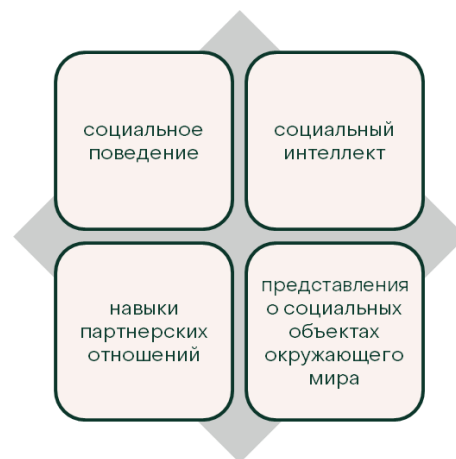 социальное
поведение
социальный
интеллект
навыки
партнерских
отношений
представления
о социальных
объектах
окружающего
мира